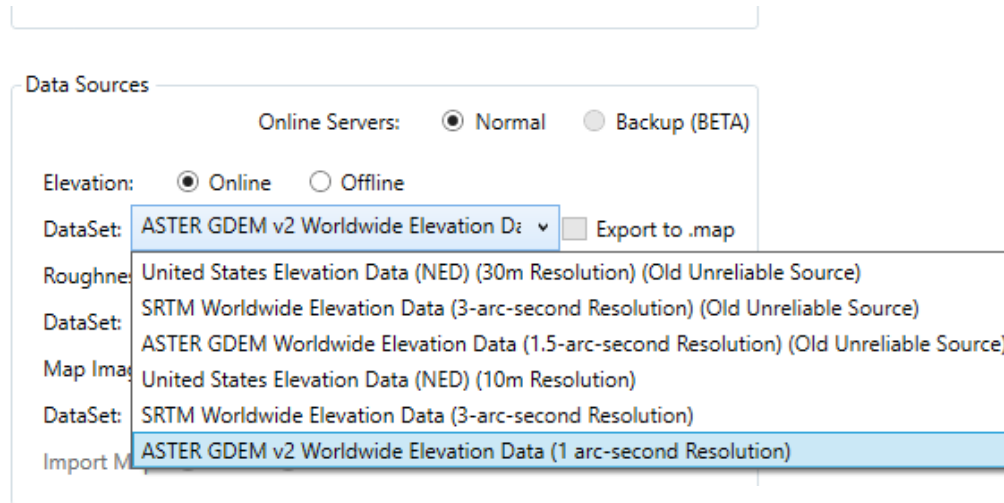 Data Sources
Online Servers: Normal Backup (BETA)
Elevation: Online Offline
DataSet: ASTER GDEM v2 Worldwide Elevation Export to .map
United States Elevation Data (NED) (30m Resolution) (Old Unreliable Source)
SRTM Worldwide Elevation Data (3-arc-second Resolution) (Old Unreliable Source)
DataSet:
ASTER GDEM Worldwide Elevation Data (1.5-arc-second Resolution) (Old Unreliable Source)
Map
United States Elevation Data (NED) (10m Resolution)
DataSet: SRTM Worldwide Elevation Data (3-arc-second Resolution)
ASTER GDEM v2 Worldwide Elevation Data (1 arc-second Resolution)
Import